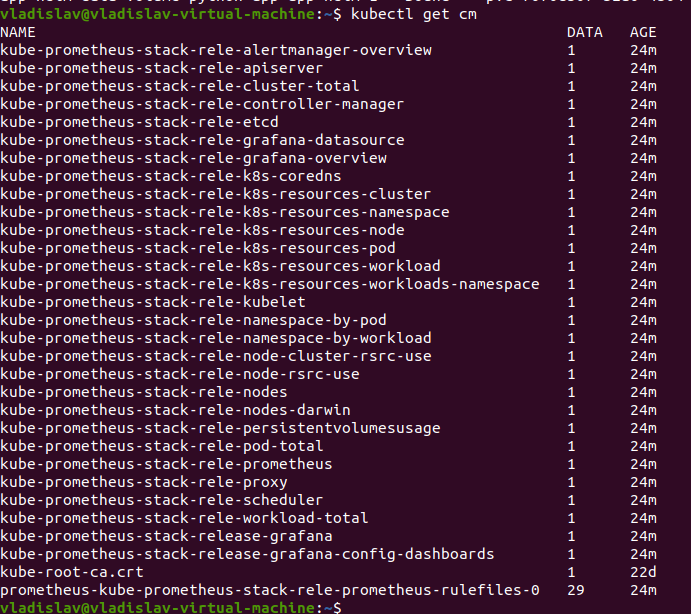 vladislav@vladislav-virtual-machine:~$ kubectl get cm
NAME DATA AGE
kube-prometheus-stack-rele-alertmanager-overview 1 24m
kube-prometheus-stack-rele-apiserver 1 24m
kube-prometheus-stack-rele-cluster-total 1 24m
kube-prometheus-stack-rele-controller-manager 1 24m
kube-prometheus-stack-rele-etcd 1 24m
kube-prometheus-stack-rele-grafana-datasource 1 24m
kube-prometheus-stack-rele-grafana-overview 1 24m
kube-prometheus-stack-rele-k8s-coredns 1 24m
kube-prometheus-stack-rele-k8s-resources-cluster 1 24m
kube-prometheus-stack-rele-k8s-resources-namespace 1 24m
kube-prometheus-stack-rele-k8s-resources-node 1 24m
kube-prometheus-stack-rele-k8s-resources-pod 1 24m
kube-prometheus-stack-rele-k8s-resources-workload 1 24m
kube-prometheus-stack-rele-k8s-resources-workloads-namespace 1 24m
kube-prometheus-stack-rele-kubelet 1 24m
kube-prometheus-stack-rele-namespace-by-pod 1 24m
kube-prometheus-stack-rele-namespace-by-workload 1 24m
kube-prometheus-stack-rele-node-cluster-rsrc-use 1 24m
kube-prometheus-stack-rele-node-rsrc-use 1 24m
kube-prometheus-stack-rele-nodes 1 24m
kube-prometheus-stack-rele-nodes-darwin 1 24m
kube-prometheus-stack-rele-persistentvolumesusage 1 24m
kube-prometheus-stack-rele-pod-total 1 24m
kube-prometheus-stack-rele-prometheus 1 24m
kube-prometheus-stack-rele-proxy 1 24m
kube-prometheus-stack-rele-scheduler 1 24m
kube-prometheus-stack-rele-workload-total 1 24m
kube-prometheus-stack-release-grafana 1 24m
kube-prometheus-stack-release-grafana-config-dashboards 1 24m
kube-root-ca.crt 1 22d
prometheus-kube-prometheus-stack-rele-prometheus-rulefiles-0 29 24m
vladislav@vladislav-virtual-machine:~$